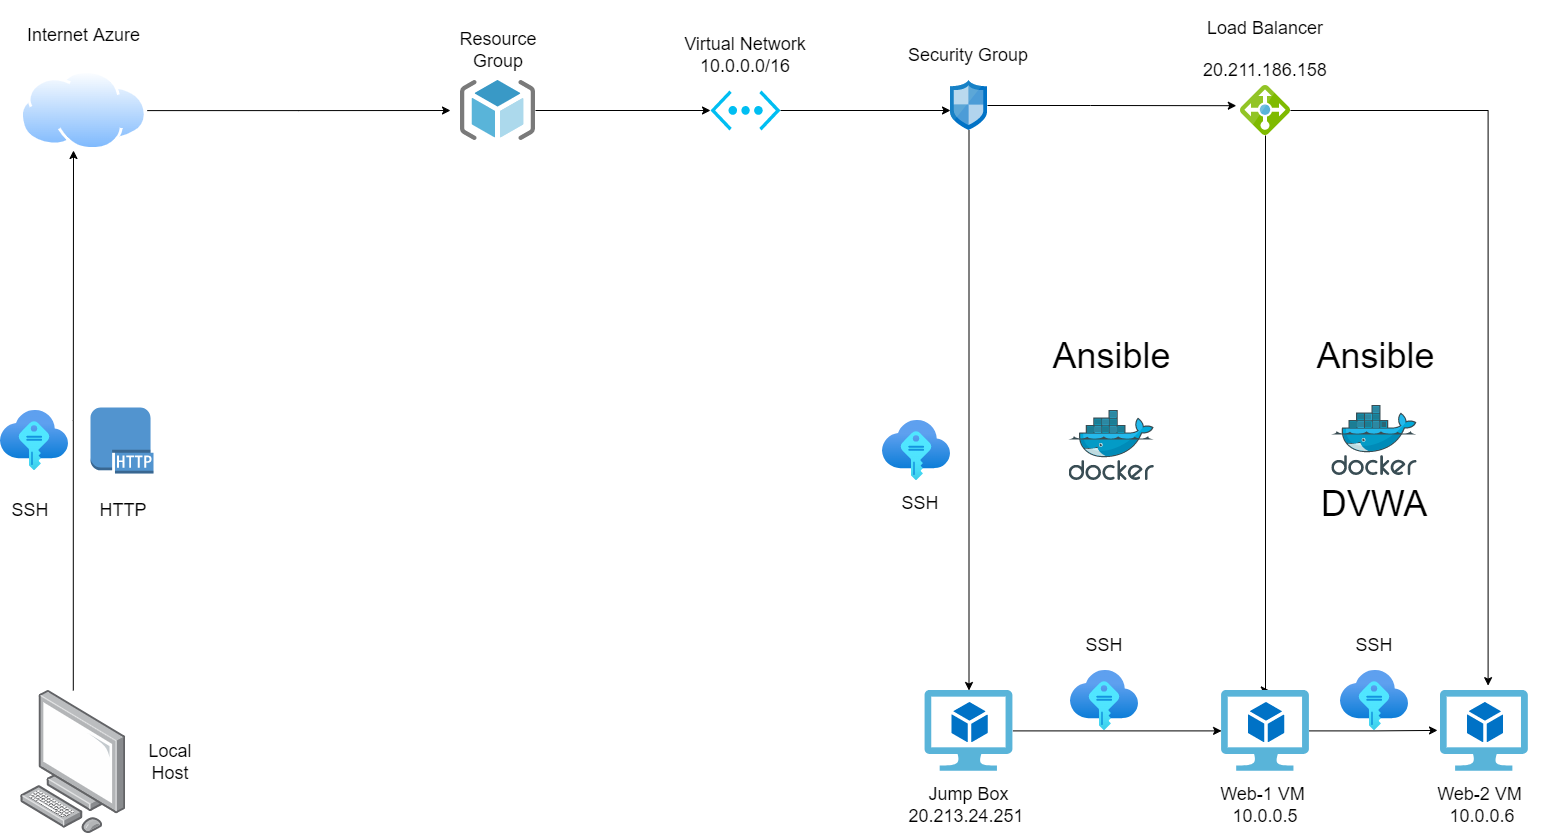 Internet Azure
Resource
Group
Virtual Network
10.0.0.0/16
Security Group
Load Balancer
20.211.186.158
Ansible
Ansible
docker
docker
DVWA
HTTP
SSH
HTTP
SSH
SSH
SSH
Local
Host
Jump Box
20.213.24.251
Web-1 VM
10.0.0.5
Web-2 VM
10.0.0.6